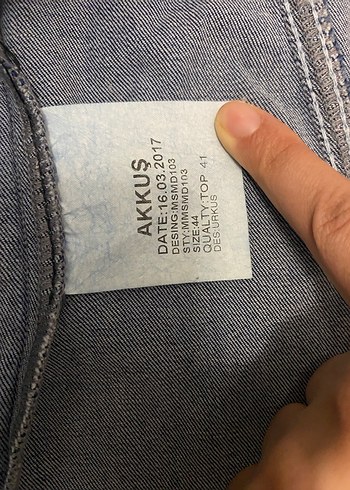 AKKUŞ
DATE:16.03.2017
DESING:MSMD103
STY:MMSMD103
SIZE:44
QUALTY:TOP 41
DES:URKUS